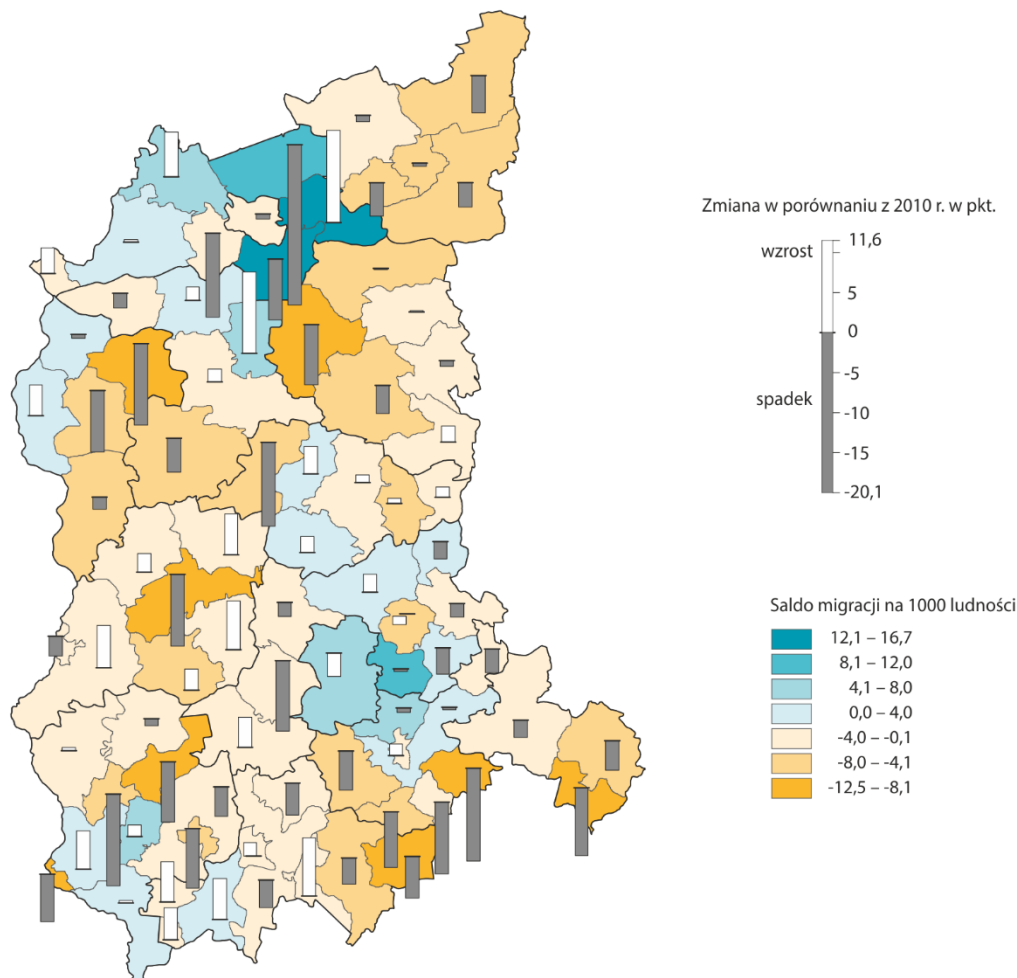 Zmiana w porównaniu z 2010 r. w pkt.
wzrost
11,6
5
0
-5
spadek
-10
-15
-20,1
Saldo migracji na 1000 ludności
12,1 – 16,7
8,1 – 12,0
4,1 – 8,0
0,0 – 4,0
-4,0 – -0,1
-8,0 – -4,1
-12,5 – -8,1